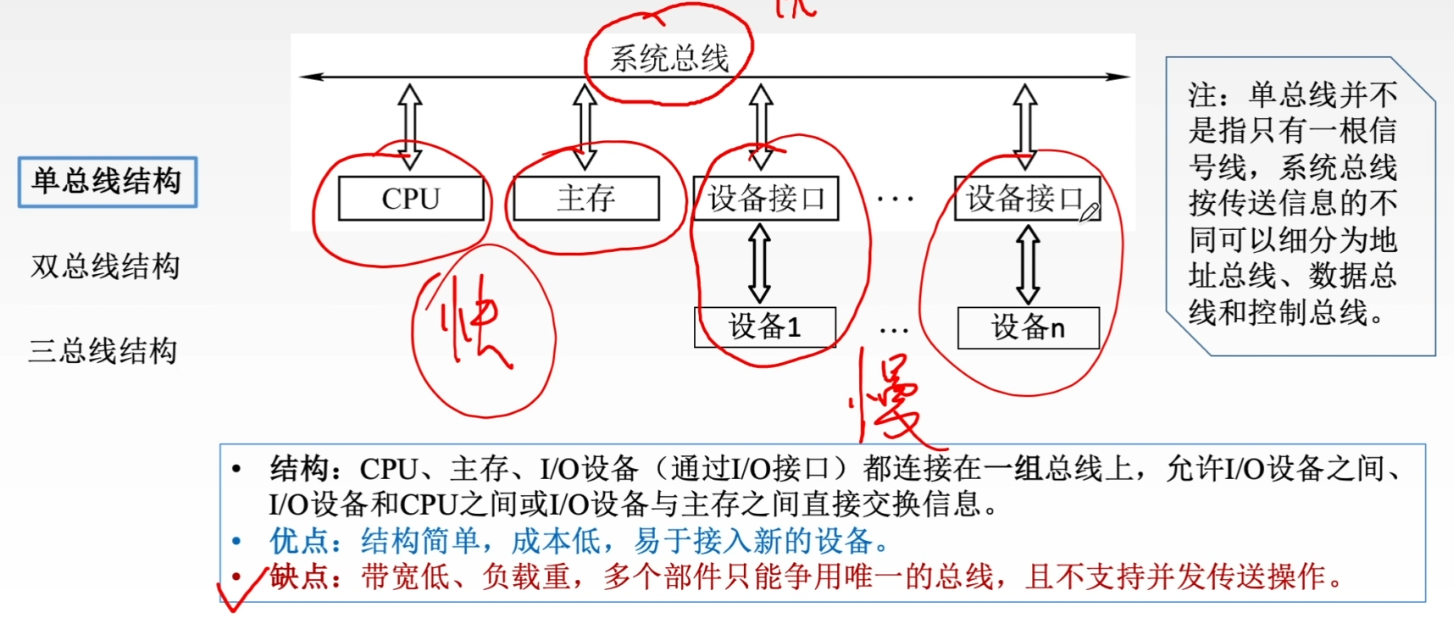 系统总线
CPU
主存
设备接口
...
设备接口
设备1
...
设备n
单总线结构
双总线结构
三总线结构
注：单总线并不
是指只有一根信
号线，系统总线
按传送信息的不
同可以细分为地
址总线、数据总
线和控制总线。
快
慢
• 结构：CPU、主存、I/O设备（通过I/O接口）都连接在一组总线上，允许I/O设备之间、
I/O设备和CPU之间或I/O设备与主存之间直接交换信息。
• 优点：结构简单，成本低，易于接入新的设备。
• 缺点：带宽低、负载重，多个部件只能争用唯一的总线，且不支持并发传送操作。